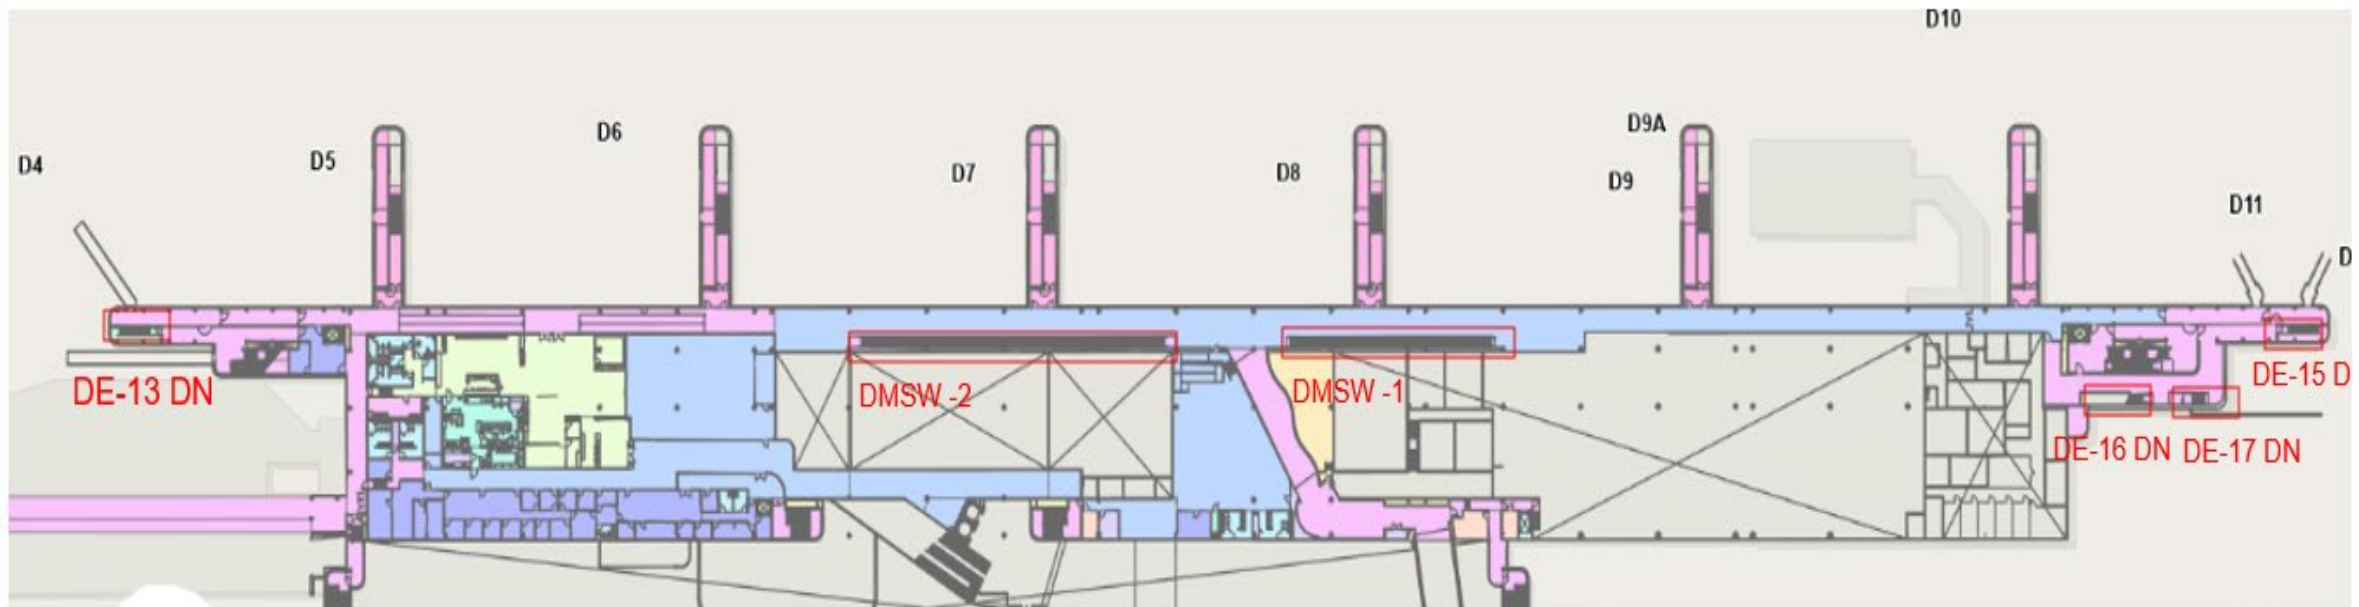 D10
D4
D5
D6
D7
D8
D9A
D9
D11
D
DE-13 DN
DMSW -2
DMSW -1
DE-15 D
DE-16 DN
DE-17 DN